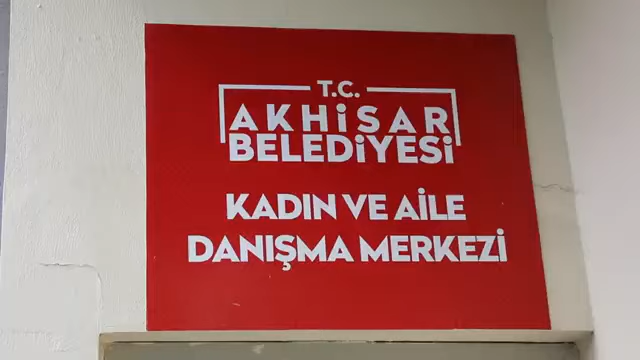 T.C.
AKHİSAR
BELEDİYESİ
KADIN VE AİLE
DANIŞMA MERKEZİ